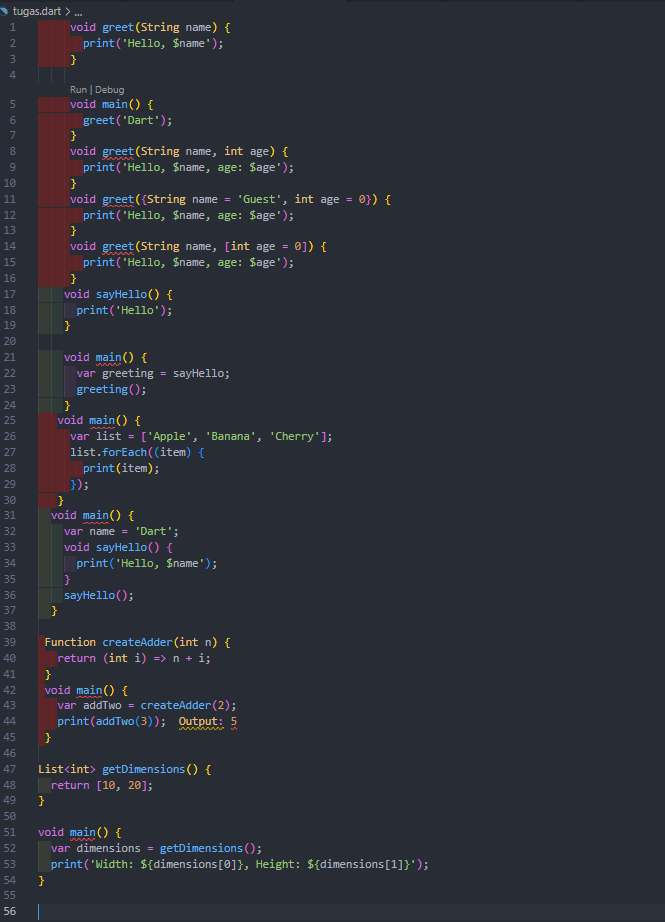 tugas.dart > ...
1 void greet(String name) {
2 print('Hello, $name');
3 }
4
Run | Debug
5 void main() {
6 greet('Dart');
7 }
8 void greet(String name, int age) {
9 print('Hello, $name, age: $age');
10 }
11 void greet({String name = 'Guest', int age = 0}) {
12 print('Hello, $name, age: $age');
13 }
14 void greet(String name, [int age = 0]) {
15 print('Hello, $name, age: $age');
16 }
17 void sayHello() {
18 print('Hello');
19 }
20
21 void main() {
22 var greeting = sayHello;
23 greeting();
24 }
25 void main() {
26 var list = ['Apple', 'Banana', 'Cherry'];
27 list.forEach((item) {
28 print(item);
29 });
30 }
31 void main() {
32 var name = 'Dart';
33 void sayHello() {
34 print('Hello, $name');
35 }
36 sayHello();
37 }
38
39 Function createAdder(int n) {
40 return (int i) => n + i;
41 }
42 void main() {
43 var addTwo = createAdder(2);
44 print(addTwo(3)); Output: 5
45 }
46
47 List<int> getDimensions() {
48 return [10, 20];
49 }
50
51 void main() {
52 var dimensions = getDimensions();
53 print('Width: ${dimensions[0]}, Height: ${dimensions[1]}');
54 }
55
56